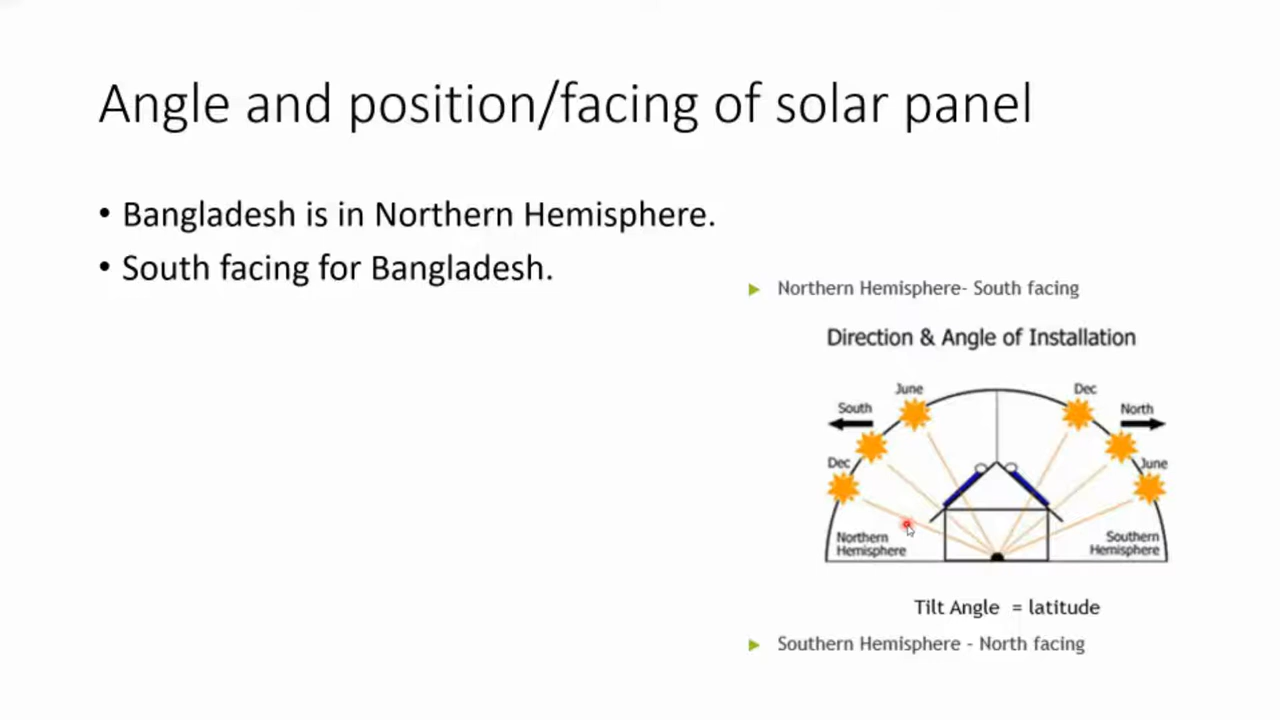 Angle and position/facing of solar panel
• Bangladesh is in Northern Hemisphere.
• South facing for Bangladesh.
Northern Hemisphere- South facing
Direction & Angle of Installation
June
Dec
South
North
Dec
June
Northern
Hemisphere
Southern
Hemisphere
Tilt Angle = latitude
Southern Hemisphere - North facing